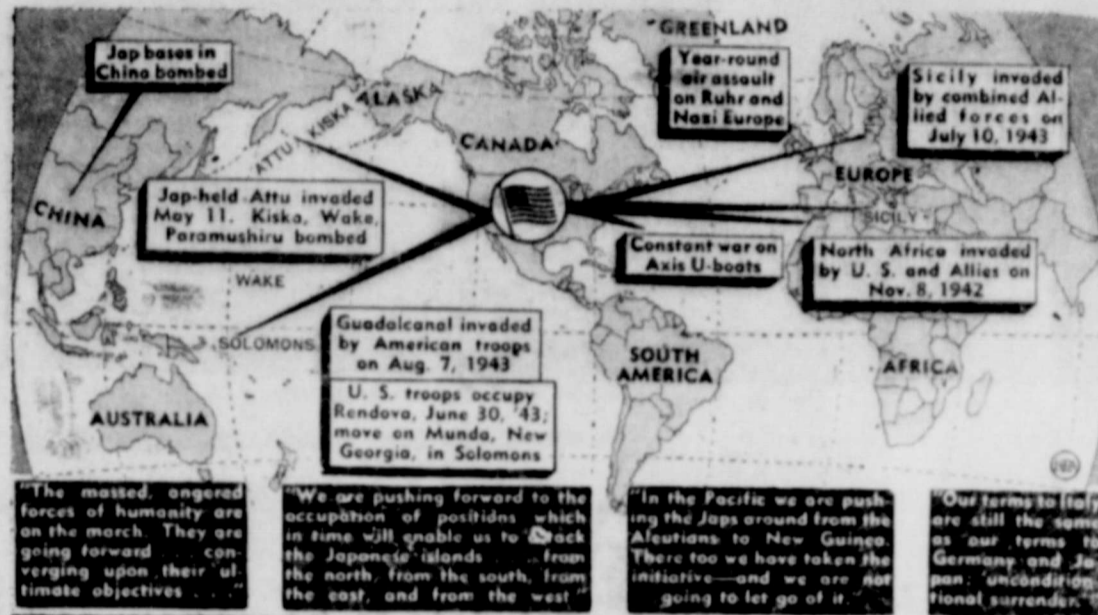 GREENLAND
Jap bases in
China bombed
Year-round
air assault
on Ruhr and
Nazi Europe
Sicily invaded
by combined Al-
lied forces on
July 10, 1943
ALASKA
KISKA
ATTU
CANADA
EUROPE
CHINA
Jap-held Attu invaded
May 11. Kiska, Wake,
Paramushiru bombed
SICILY
Constant war on
Axis U-boats
North Africa invaded
by U. S. and Allies on
Nov. 8, 1942
WAKE
SOLOMONS
Guadalcanal invaded
by American troops
on Aug. 7, 1943
U. S. troops occupy
Rendova, June 30, '43;
move on Munda, New
Georgia, in Solomons
SOUTH
AMERICA
AFRICA
AUSTRALIA
"The massed, angered
forces of humanity are
on the march. They are
going forward con-
verging upon their ul-
timate objectives
"We are pushing forward to the
occupation of positions which
in time will enable us to attack
the Japanese islands from
the north, from the south, from
the east, and from the west"
"In the Pacific we are push-
ing the Japs around from the
Aleutians to New Guinea.
There too we have taken the
initiative—and we are not
going to let go of it.
"Our terms to Italy
are still the same
as our terms to
Germany and Ja-
pan, 'uncondition-
tional surrender.'